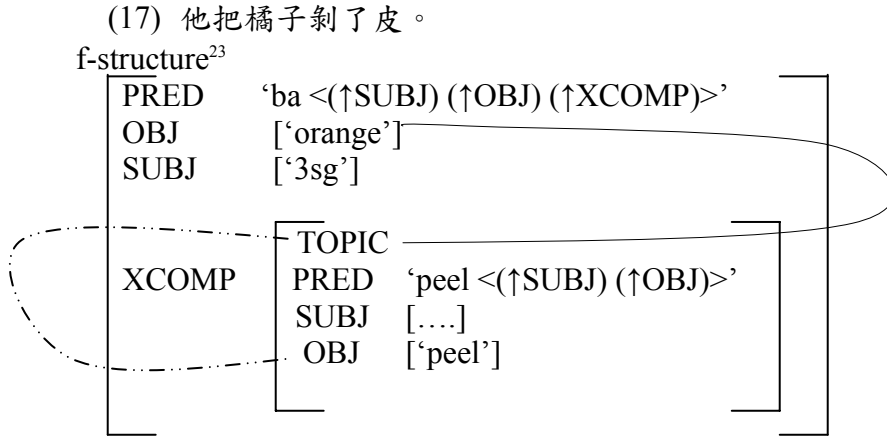 (17) 他把橘子剝了皮。
f-structure²³
PRED ‘ba <(↑SUBJ) (↑OBJ) (↑XCOMP)>’
OBJ [‘orange’]
SUBJ [‘3sg’]
TOPIC
XCOMP PRED ‘peel <(↑SUBJ) (↑OBJ)>’
SUBJ [….]
OBJ [‘peel’]